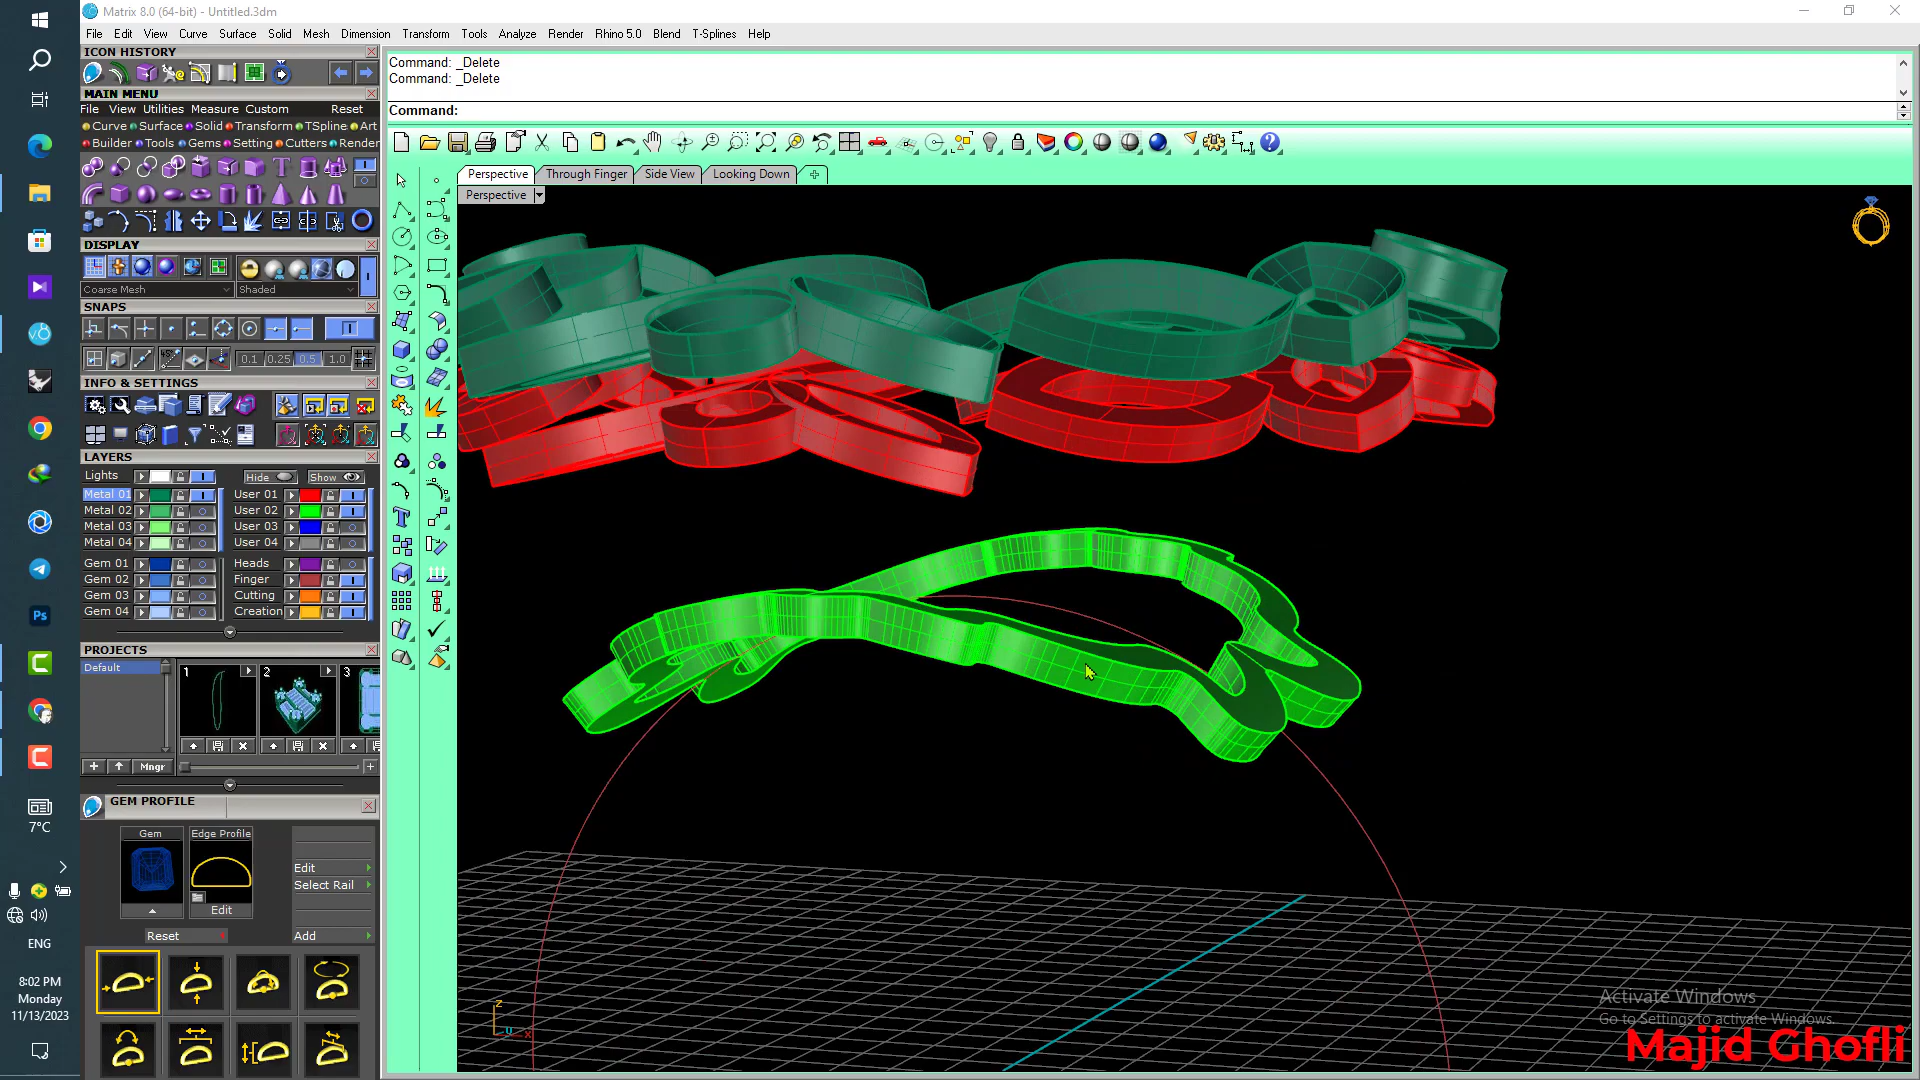 Matrix 8.0 (64-bit) - Untitled.3dm
File Edit View Curve Surface Solid Mesh Dimension Transform Tools Analyze Render Rhino 5.0 Blend T-Splines Help
ICON HISTORY
Command: _Delete
Command: _Delete
Command:
MAIN MENU
File View Utilities Measure Custom Reset
Curve Surface Solid Transform TSpline Art
Builder Tools Gems Setting Cutters Render
Perspective Through Finger Side View Looking Down
Perspective
DISPLAY
Coarse Mesh Shaded
SNAPS
0.1 0.25 0.5 1.0
INFO & SETTINGS
LAYERS
Lights Hide Show
Metal 01 User 01
Metal 02 User 02
Metal 03 User 03
Metal 04 User 04
Gem 01 Heads
Gem 02 Finger
Gem 03 Cutting
Gem 04 Creation
PROJECTS
Default
1 2 3
Mngr
GEM PROFILE
Gem Edge Profile
Edit
Select Rail
Edit
Reset Add
7°C
ENG
8:02 PM
Monday
11/13/2023
z
u x
Activate Windows
Go to Settings to activate Windows.
Majid Ghofli